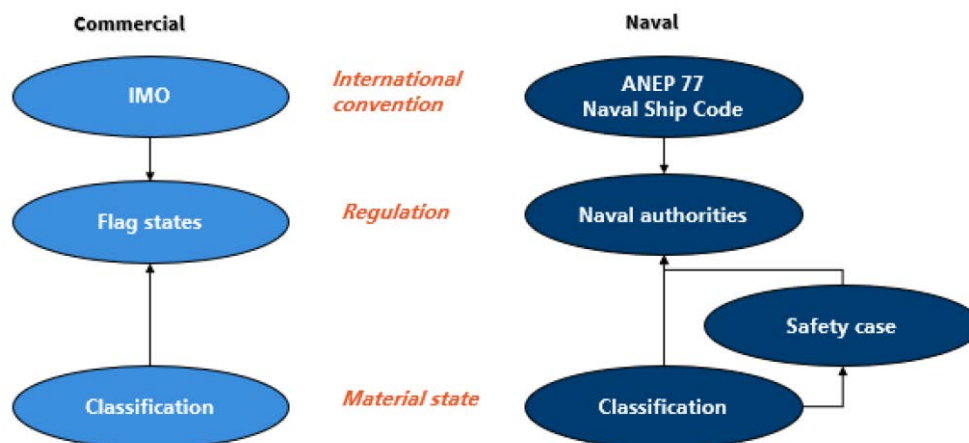 Commercial
Naval
IMO
International
convention
ANEP 77
Naval Ship Code
Flag states
Regulation
Naval authorities
Safety case
Classification
Material state
Classification